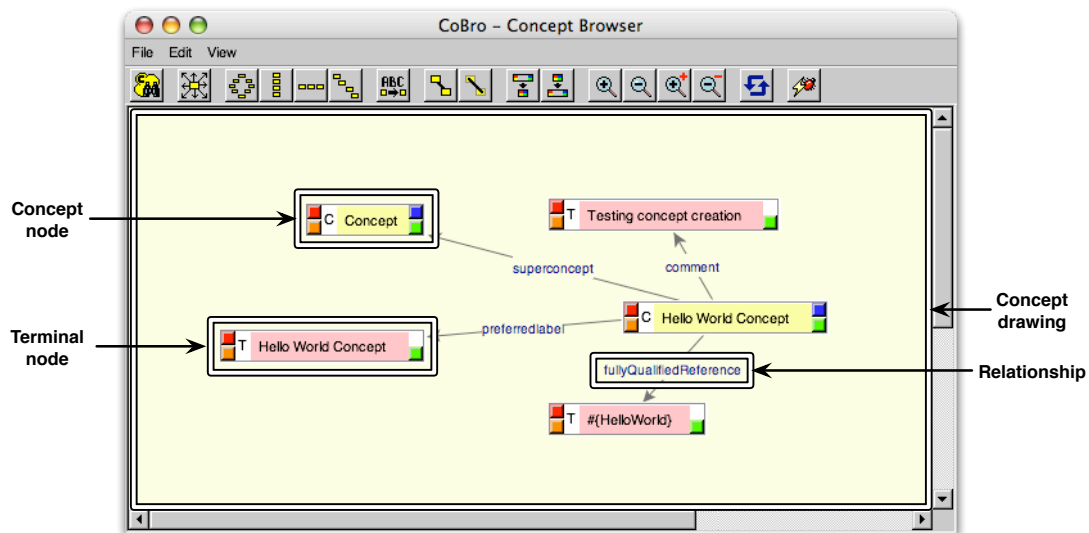 CoBro – Concept Browser
File Edit View
ABC
Concept
node
C Concept
T Testing concept creation
superconcept
comment
Concept
drawing
C Hello World Concept
preferredlabel
Terminal
node
T Hello World Concept
fullyQualifiedReference
Relationship
T #{HelloWorld}